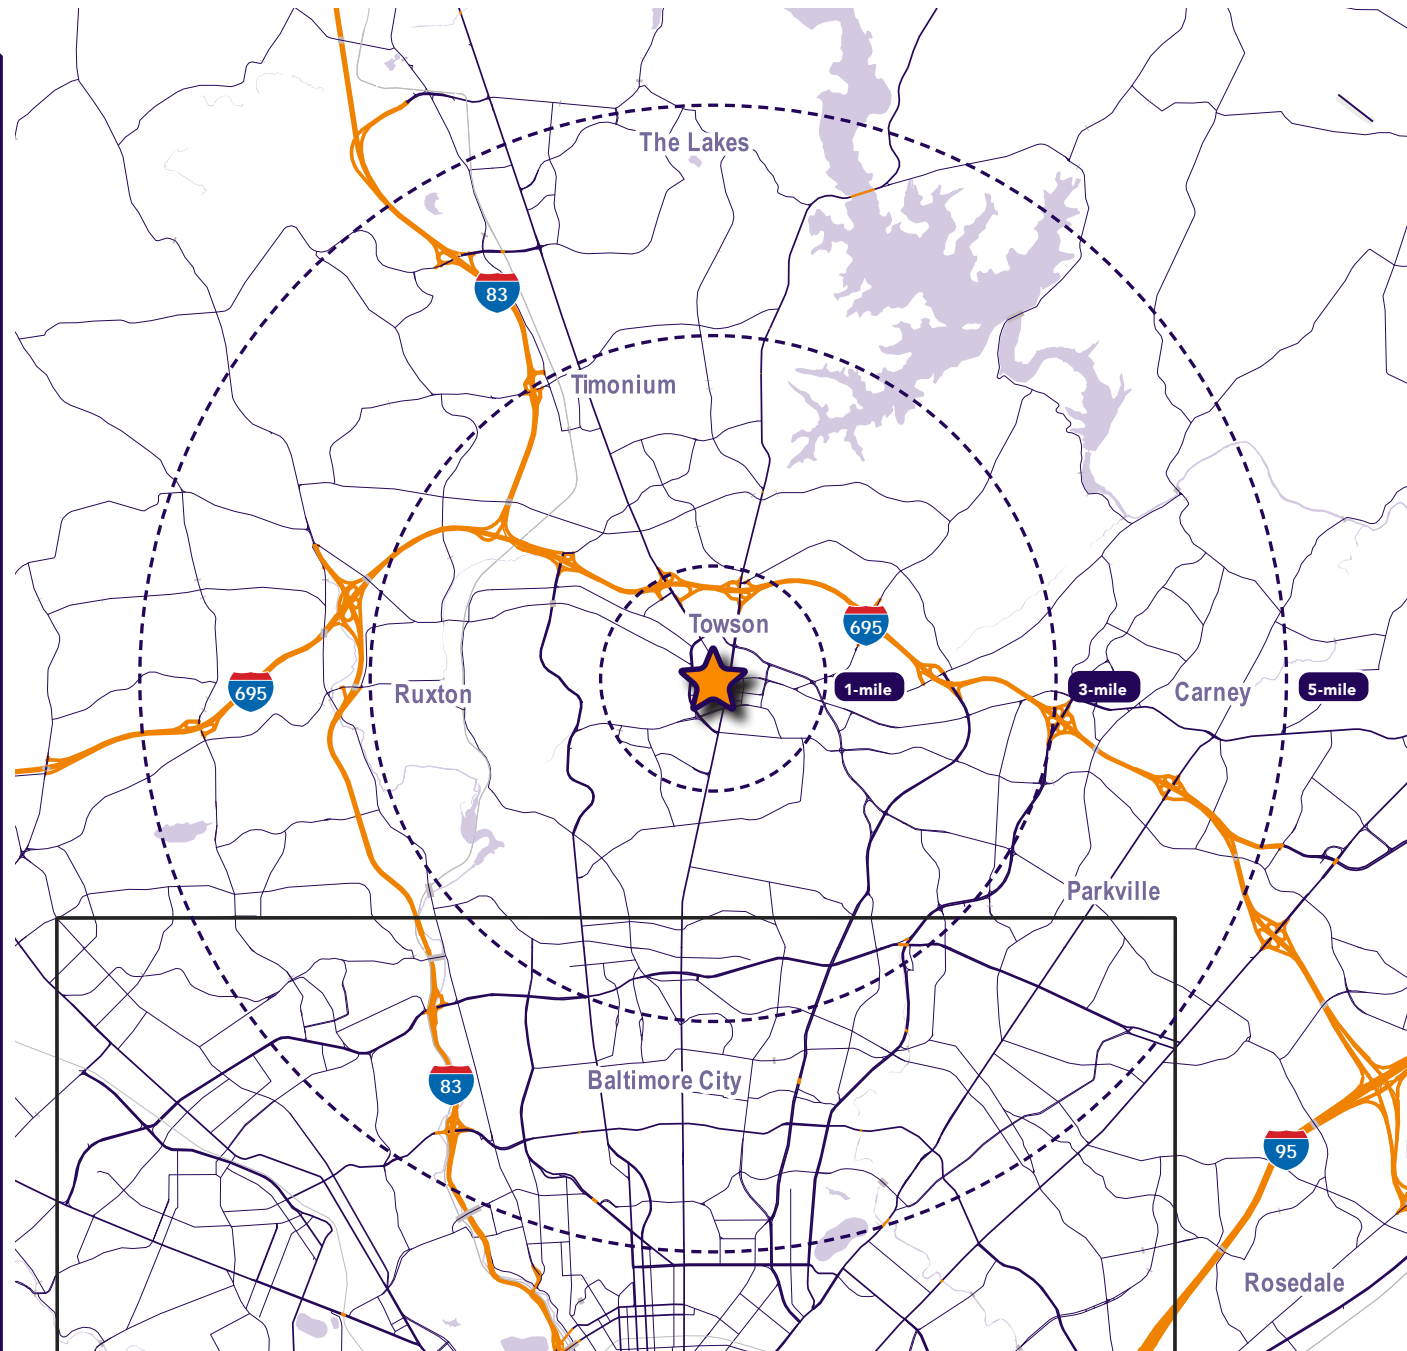 The Lakes
83
Timonium
Towson
695
695
Ruxton
1-mile
3-mile
Carney
5-mile
Parkville
Baltimore City
83
95
Rosedale